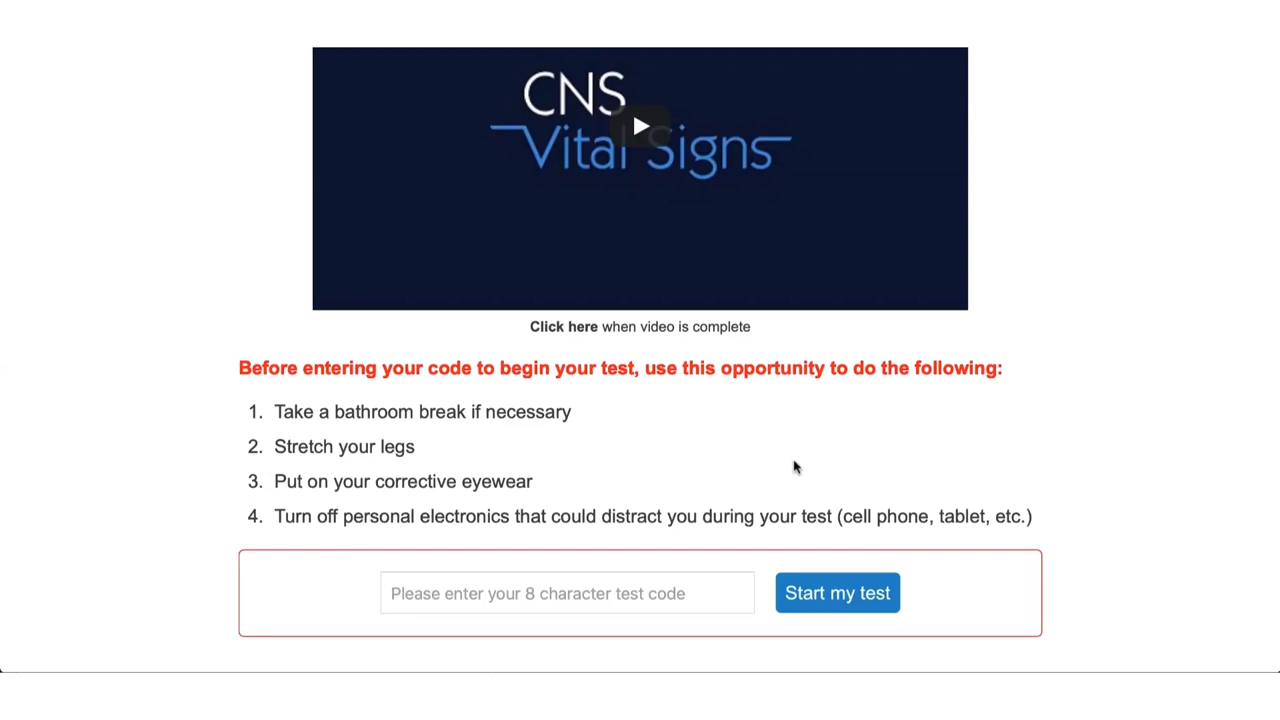 CNS
Vital Signs
Click here when video is complete
Before entering your code to begin your test, use this opportunity to do the following:
1. Take a bathroom break if necessary
2. Stretch your legs
3. Put on your corrective eyewear
4. Turn off personal electronics that could distract you during your test (cell phone, tablet, etc.)
Please enter your 8 character test code
Start my test